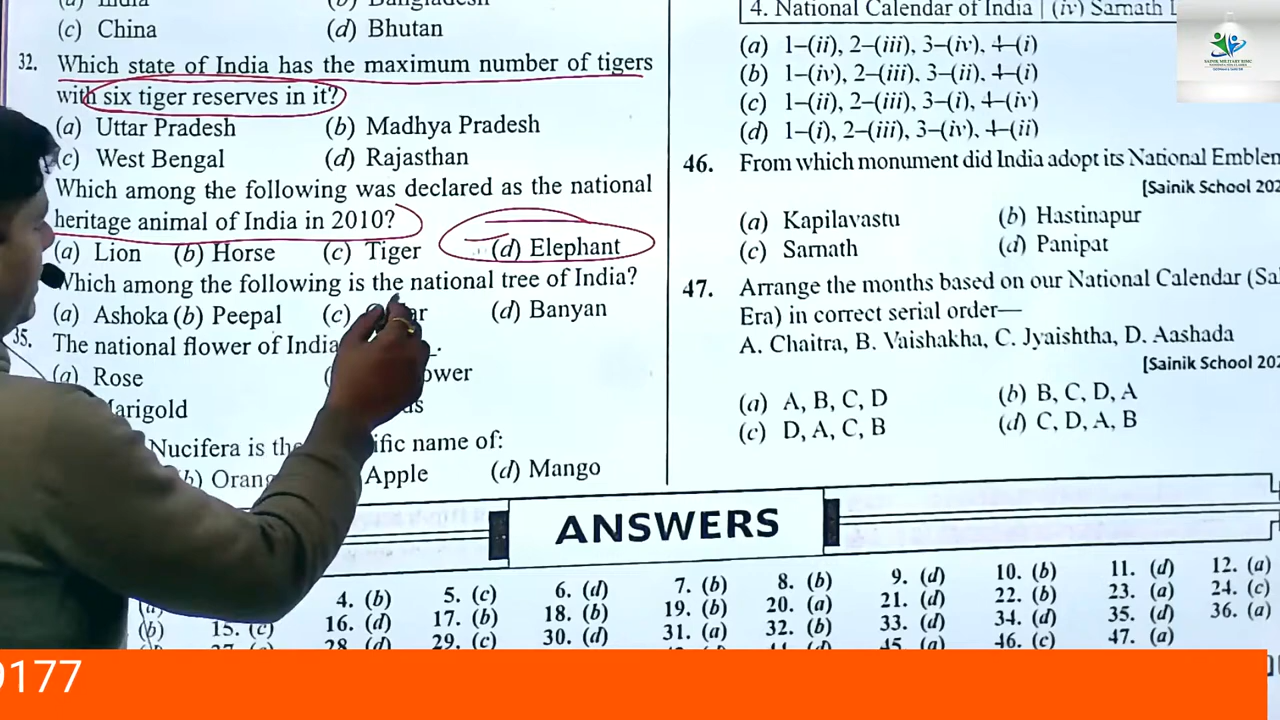 (c) China (d) Bhutan
32. Which state of India has the maximum number of tigers
with six tiger reserves in it?
(a) Uttar Pradesh (b) Madhya Pradesh
(c) West Bengal (d) Rajasthan
Which among the following was declared as the national
heritage animal of India in 2010?
(a) Lion (b) Horse (c) Tiger (d) Elephant
Which among the following is the national tree of India?
(a) Ashoka (b) Peepal (c) (d) Banyan
35. The national flower of India
(a) Rose
Marigold
Nucifera is the name of:
(b) Apple (d) Mango
4. National Calendar of India (iv) Sarnath
(a) 1–(ii), 2–(iii), 3–(iv), 4–(i)
(b) 1–(iv), 2–(iii). 3–(ii), 4–(i)
(c) 1–(ii), 2–(iii), 3–(i), 4–(iv)
(d) 1–(i), 2–(iii), 3–(iv), 4–(ii)
46. From which monument did India adopt its National
[Sainik School
(a) Kapilavastu (b) Hastinapur
(c) Sarnath (d) Panipat
47. Arrange the months based on our National Calendar
Era) in correct serial order—
A. Chaitra, B. Vaishakha, C. Jyaishtha, D. Aashada
[Sainik School
(a) A, B, C, D (b) B, C, D, A
(c) D, A, C, B (d) C, D, A, B
ANSWERS
4. (b) 5. (c) 6. (d) 7. (b) 8. (b) 9. (d) 10. (b) 11. (d) 12. (a)
(b) 15. (c) 16. (d) 17. (b) 18. (b) 19. (b) 20. (a) 21. (d) 22. (b) 23. (a) 24. (c)
28 (d) 29. (c) 30. (d) 31. (a) 32. (b) 33. (d) 34. (d) 35. (d) 36. (a)
45 (a) 46. (c) 47. (a)
9177